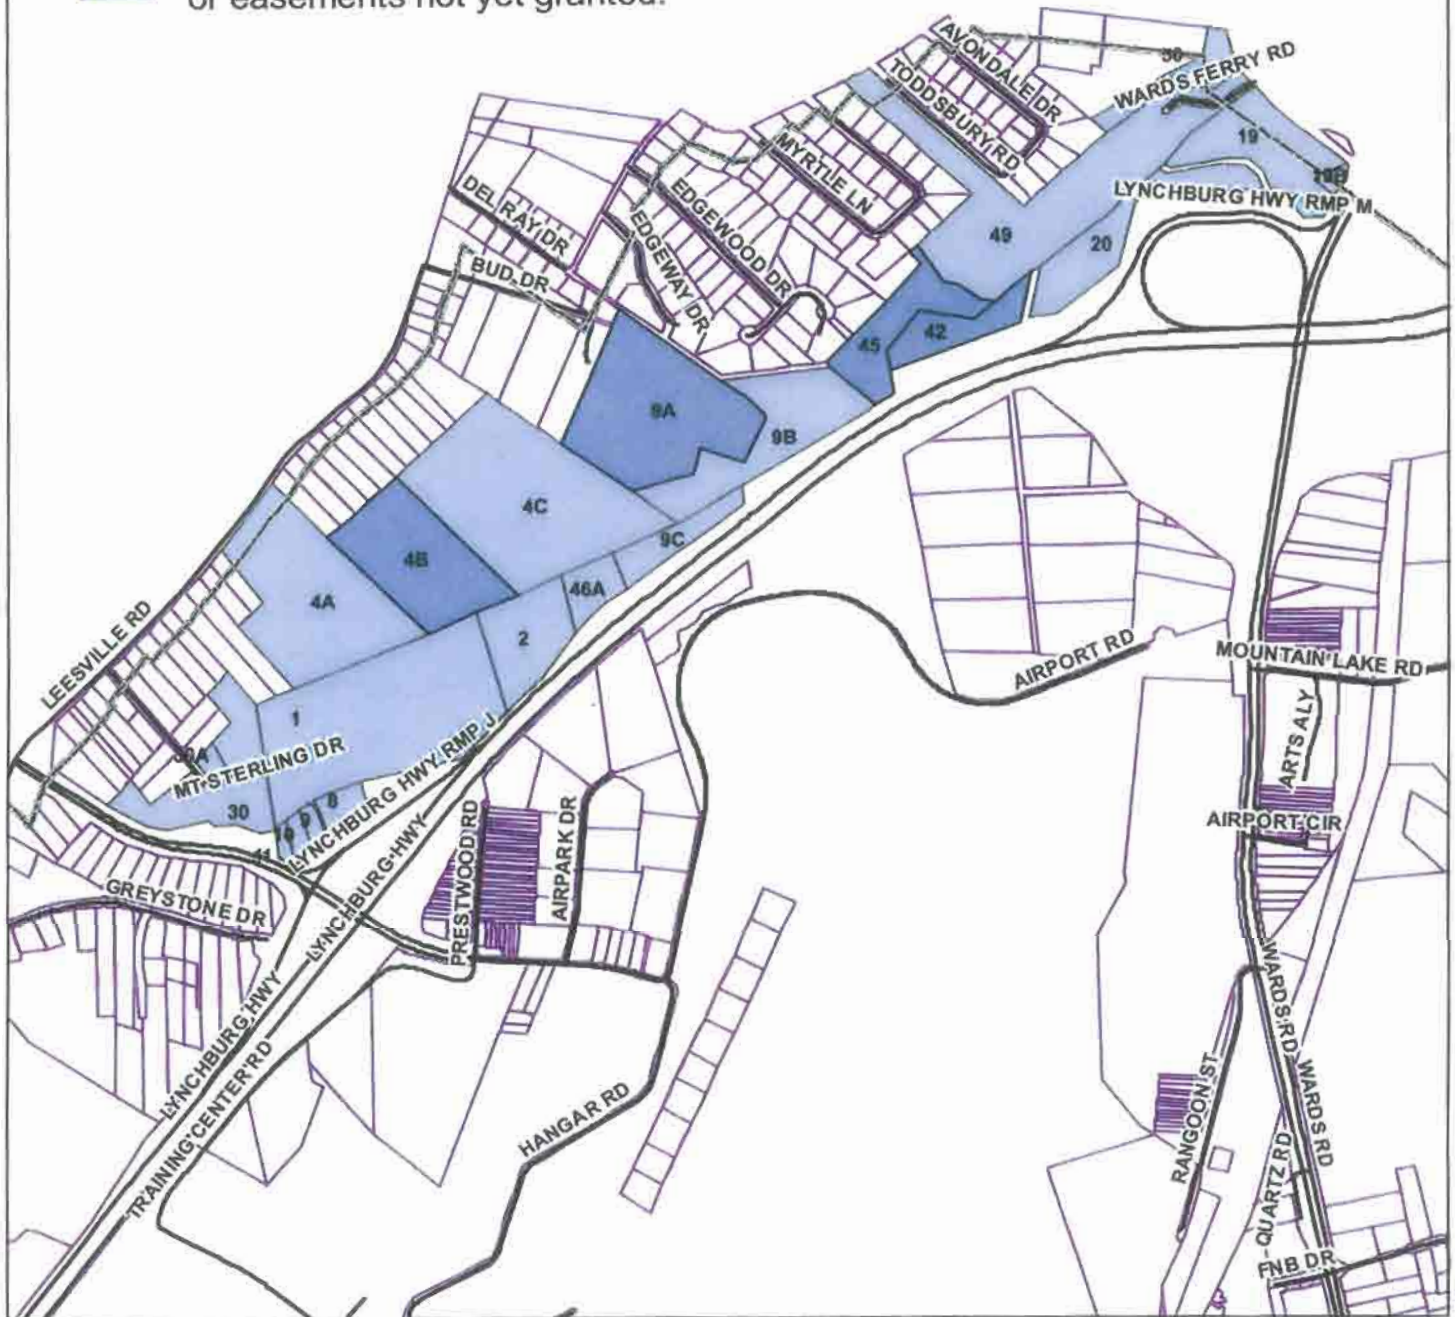 or easements not yet granted.
AVONDALE DR
TODDSBURY RD
50
WARDS FERRY RD
19
MYRTLE LN
LYNCHBURG HWY RMP M
DEL RAY DR
EDGEWOOD DR
EDGEWAY DR
BUD DR
49
20
42
45
9A
9B
4C
4B
9C
46A
4A
2
LEESVILLE RD
AIRPORT RD
MOUNTAIN LAKE RD
1
ARTS ALY
MT STERLING DR
LYNCHBURG HWY RMP J
30
8
9
10
11
LYNCHBURG HWY
PRESTWOOD RD
AIRPARK DR
AIRPORT CIR
GREYSTONE DR
WARDS RD
LYNCHBURG HWY
TRAINING CENTER RD
HANGAR RD
RANGOON ST
WARDS RD
QUARTZ RD
FNB DR